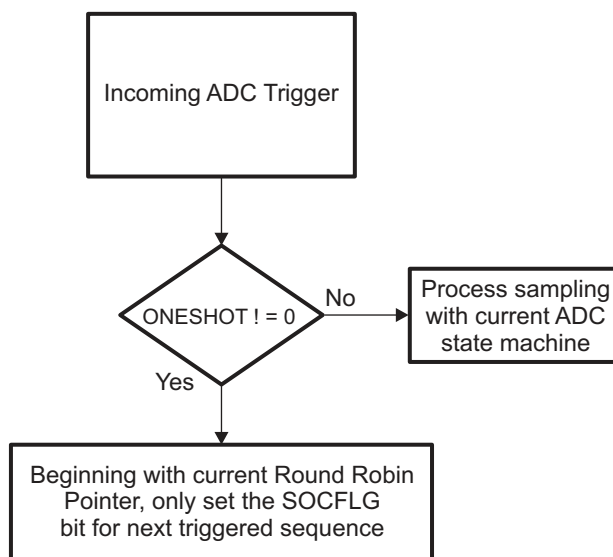 Incoming ADC Trigger
ONESHOT ! = 0
No
Process sampling
with current ADC
state machine
Yes
Beginning with current Round Robin
Pointer, only set the SOCFLG
bit for next triggered sequence